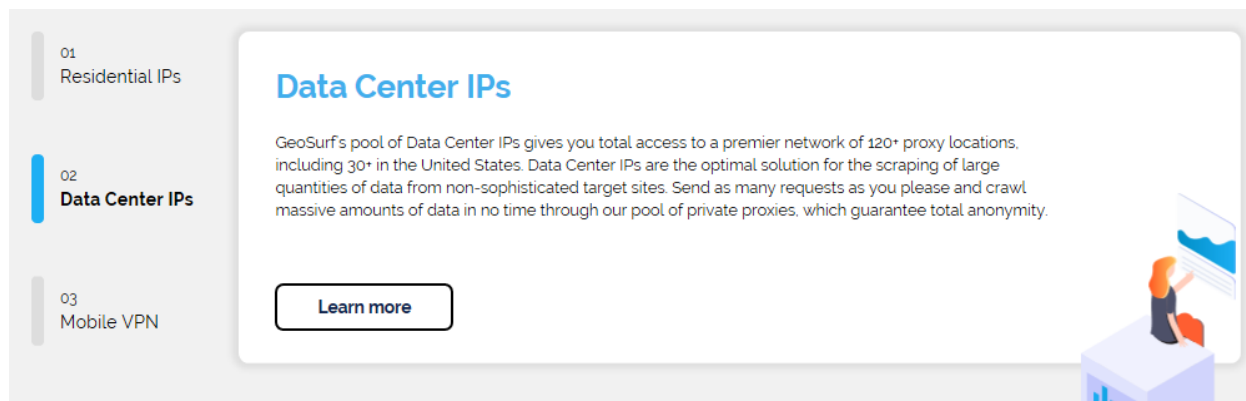 01
Residential IPs
02
Data Center IPs
03
Mobile VPN
Data Center IPs
GeoSurf's pool of Data Center IPs gives you total access to a premier network of 120+ proxy locations,
including 30+ in the United States. Data Center IPs are the optimal solution for the scraping of large
quantities of data from non-sophisticated target sites. Send as many requests as you please and crawl
massive amounts of data in no time through our pool of private proxies, which guarantee total anonymity.
Learn more